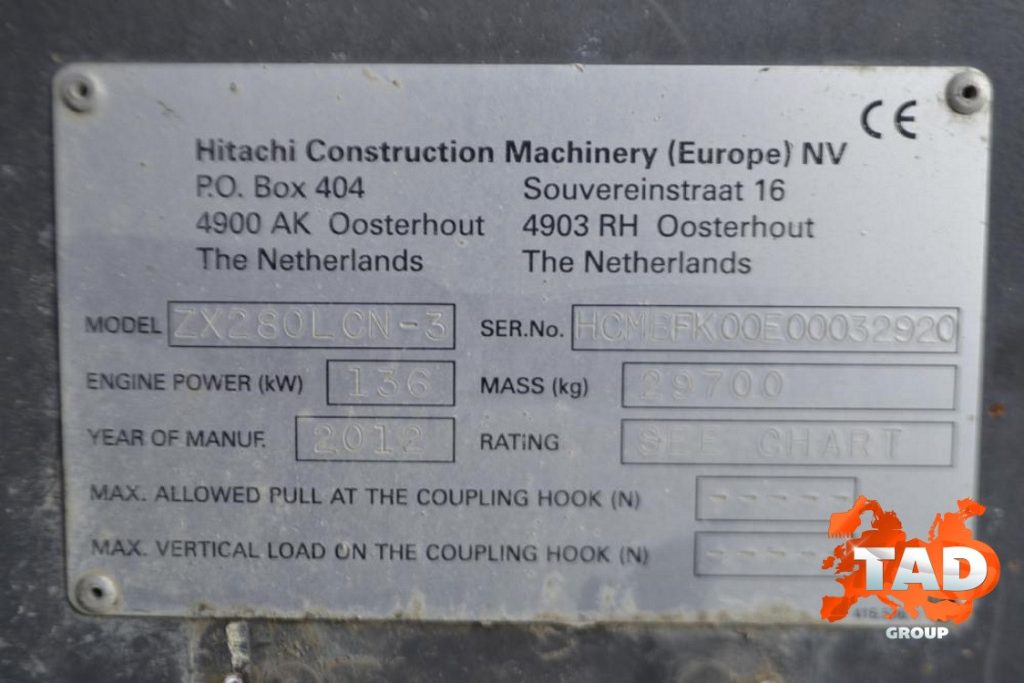 CE
Hitachi Construction Machinery (Europe) NV
P.O. Box 404 Souvereinstraat 16
4900 AK Oosterhout 4903 RH Oosterhout
The Netherlands The Netherlands
MODEL ZX280LCN-3 SER.No. HCMBFK00E00032920
ENGINE POWER (kW) 136 MASS (kg) 29700
YEAR OF MANUF. 2012 RATING SEE CHART
MAX. ALLOWED PULL AT THE COUPLING HOOK (N) -----
MAX. VERTICAL LOAD ON THE COUPLING HOOK (N) ----
TAD
GROUP